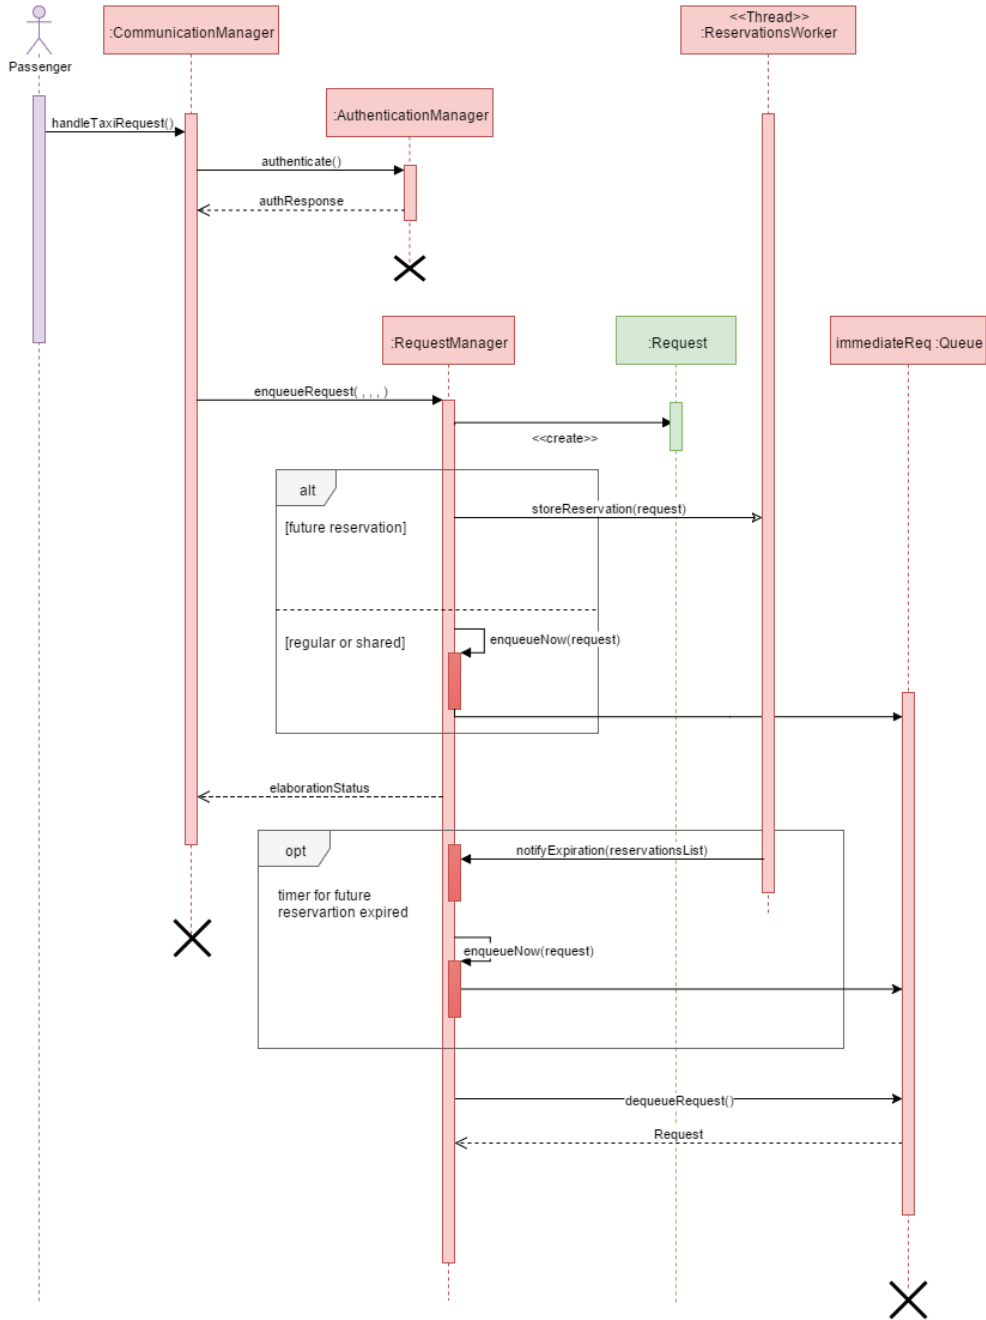 Passenger
:CommunicationManager
<<Thread>>
:ReservationsWorker
:AuthenticationManager
handleTaxiRequest()
authenticate()
authResponse
:RequestManager
:Request
immediateReq :Queue
enqueueRequest( , , , )
<<create>>
alt
storeReservation(request)
[future reservation]
enqueueNow(request)
[regular or shared]
elaborationStatus
opt
notifyExpiration(reservationsList)
timer for future
reservartion expired
enqueueNow(request)
dequeueRequest()
Request